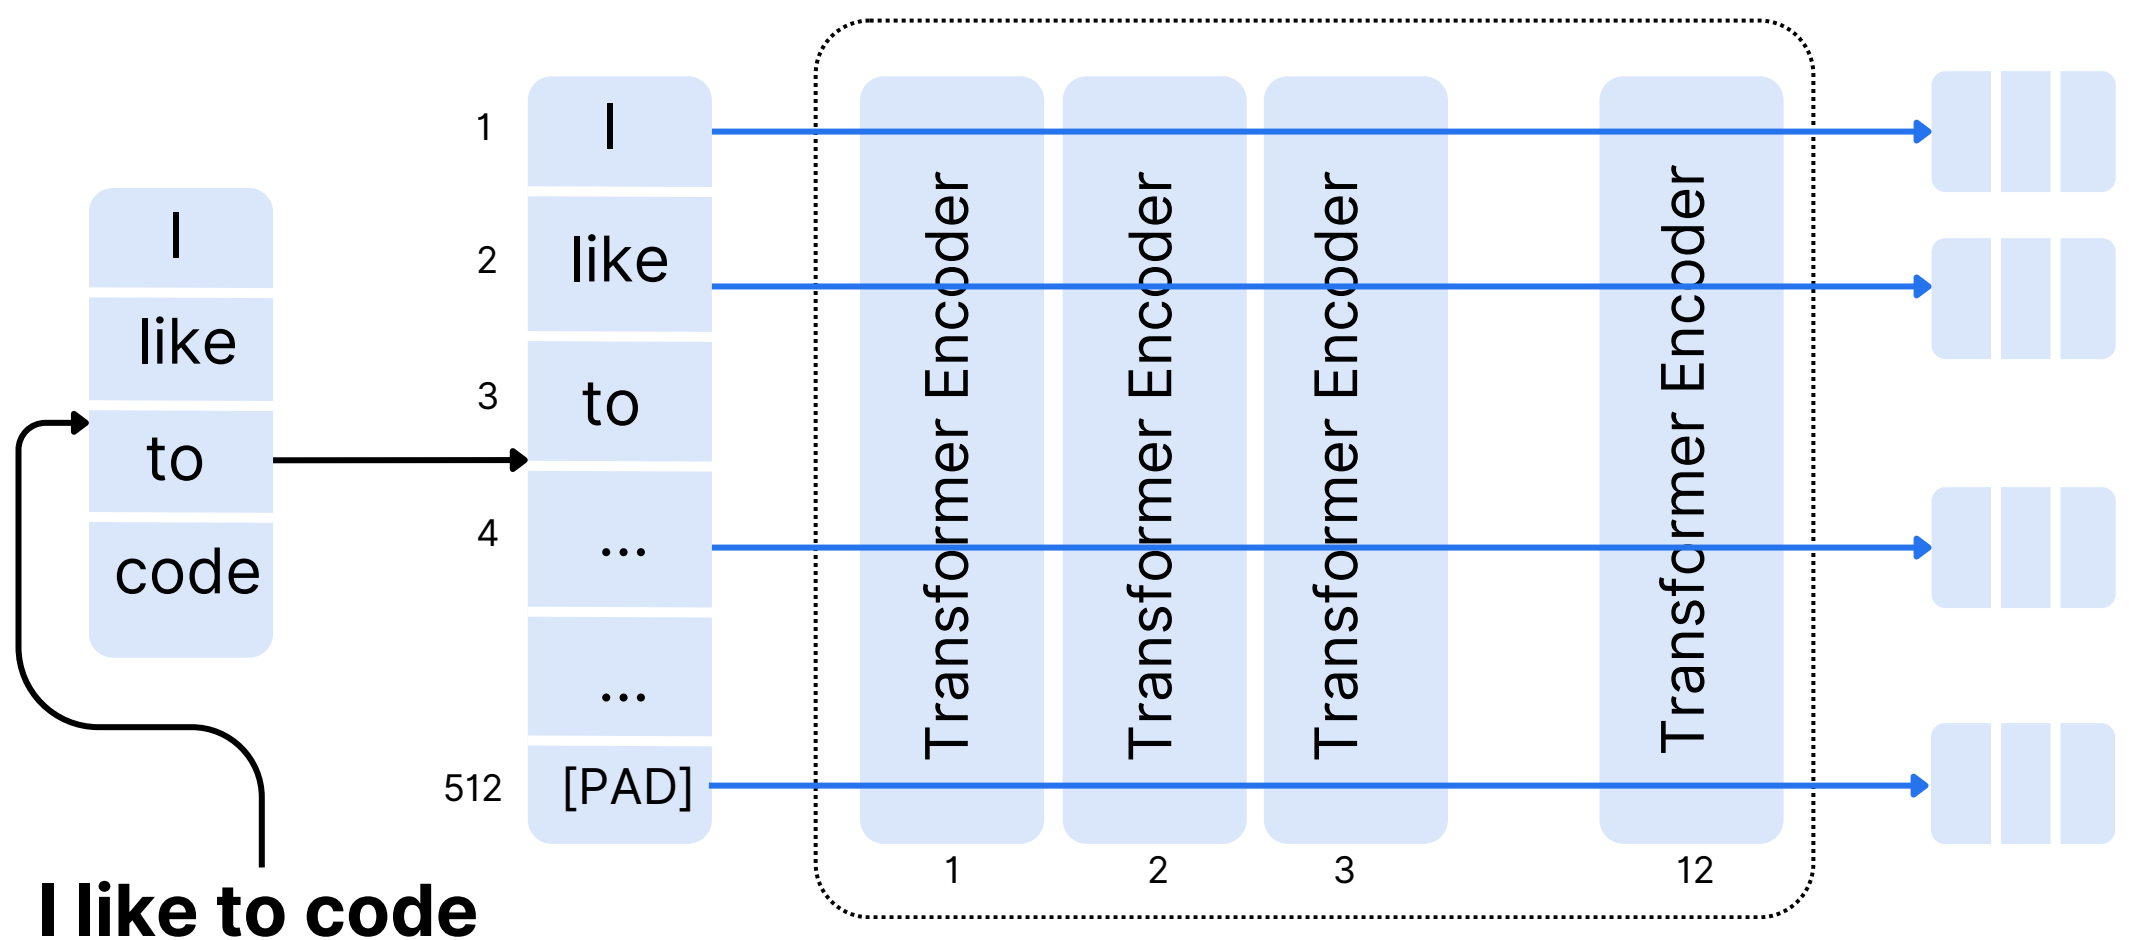 I
like
to
code
I like to code
1
2
3
4
512
I
like
to
...
...
[PAD]
Transformer Encoder
Transformer Encoder
Transformer Encoder
Transformer Encoder
1
2
3
12